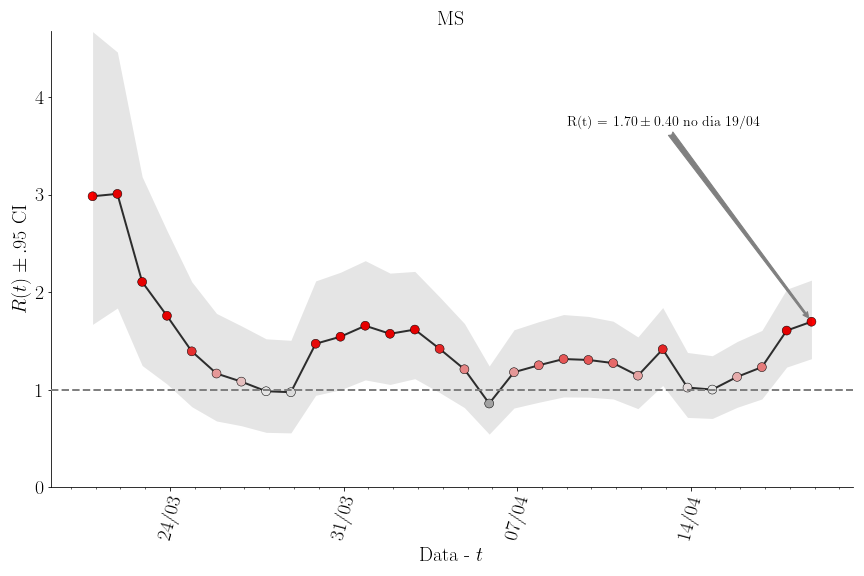 MS
R(t) = 1.70 ± 0.40 no dia 19/04
R(t) ± .95 CI
4
3
2
1
0
24/03
31/03
07/04
14/04
Data - t